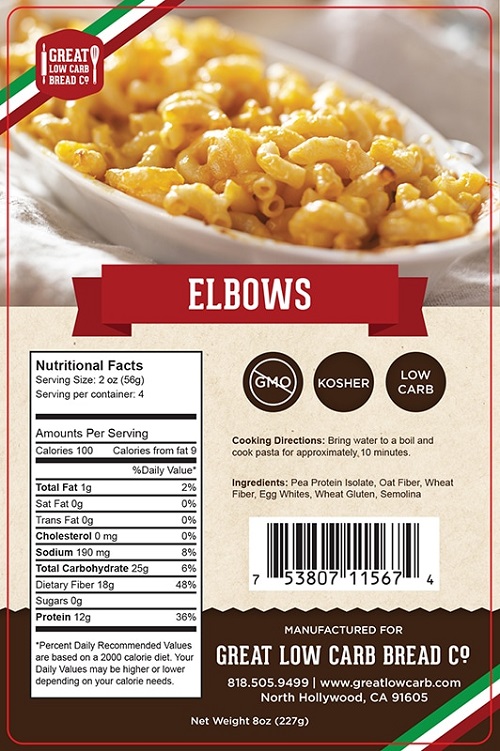 GREAT
LOW CARB
BREAD CO
ELBOWS
Nutritional Facts
Serving Size: 2 oz (56g)
Serving per container: 4
Amounts Per Serving
Calories 100 Calories from fat 9
%Daily Value*
Total Fat 1g 2%
Sat Fat 0g 0%
Trans Fat 0g 0%
Cholesterol 0 mg 0%
Sodium 190 mg 8%
Total Carbohydrate 25g 6%
Dietary Fiber 18g 48%
Sugars 0g
Protein 12g 36%
*Percent Daily Recommended Values
are based on a 2000 calorie diet. Your
Daily Values may be higher or lower
depending on your calorie needs.
GMO
KOSHER
LOW
CARB
Cooking Directions: Bring water to a boil and
cook pasta for approximately, 10 minutes.
Ingredients: Pea Protein Isolate, Oat Fiber, Wheat
Fiber, Egg Whites, Wheat Gluten, Semolina
7 53807 11567 4
MANUFACTURED FOR
GREAT LOW CARB BREAD CO
818.505.9499 | www.greatlowcarb.com
North Hollywood, CA 91605
Net Weight 8oz (227g)